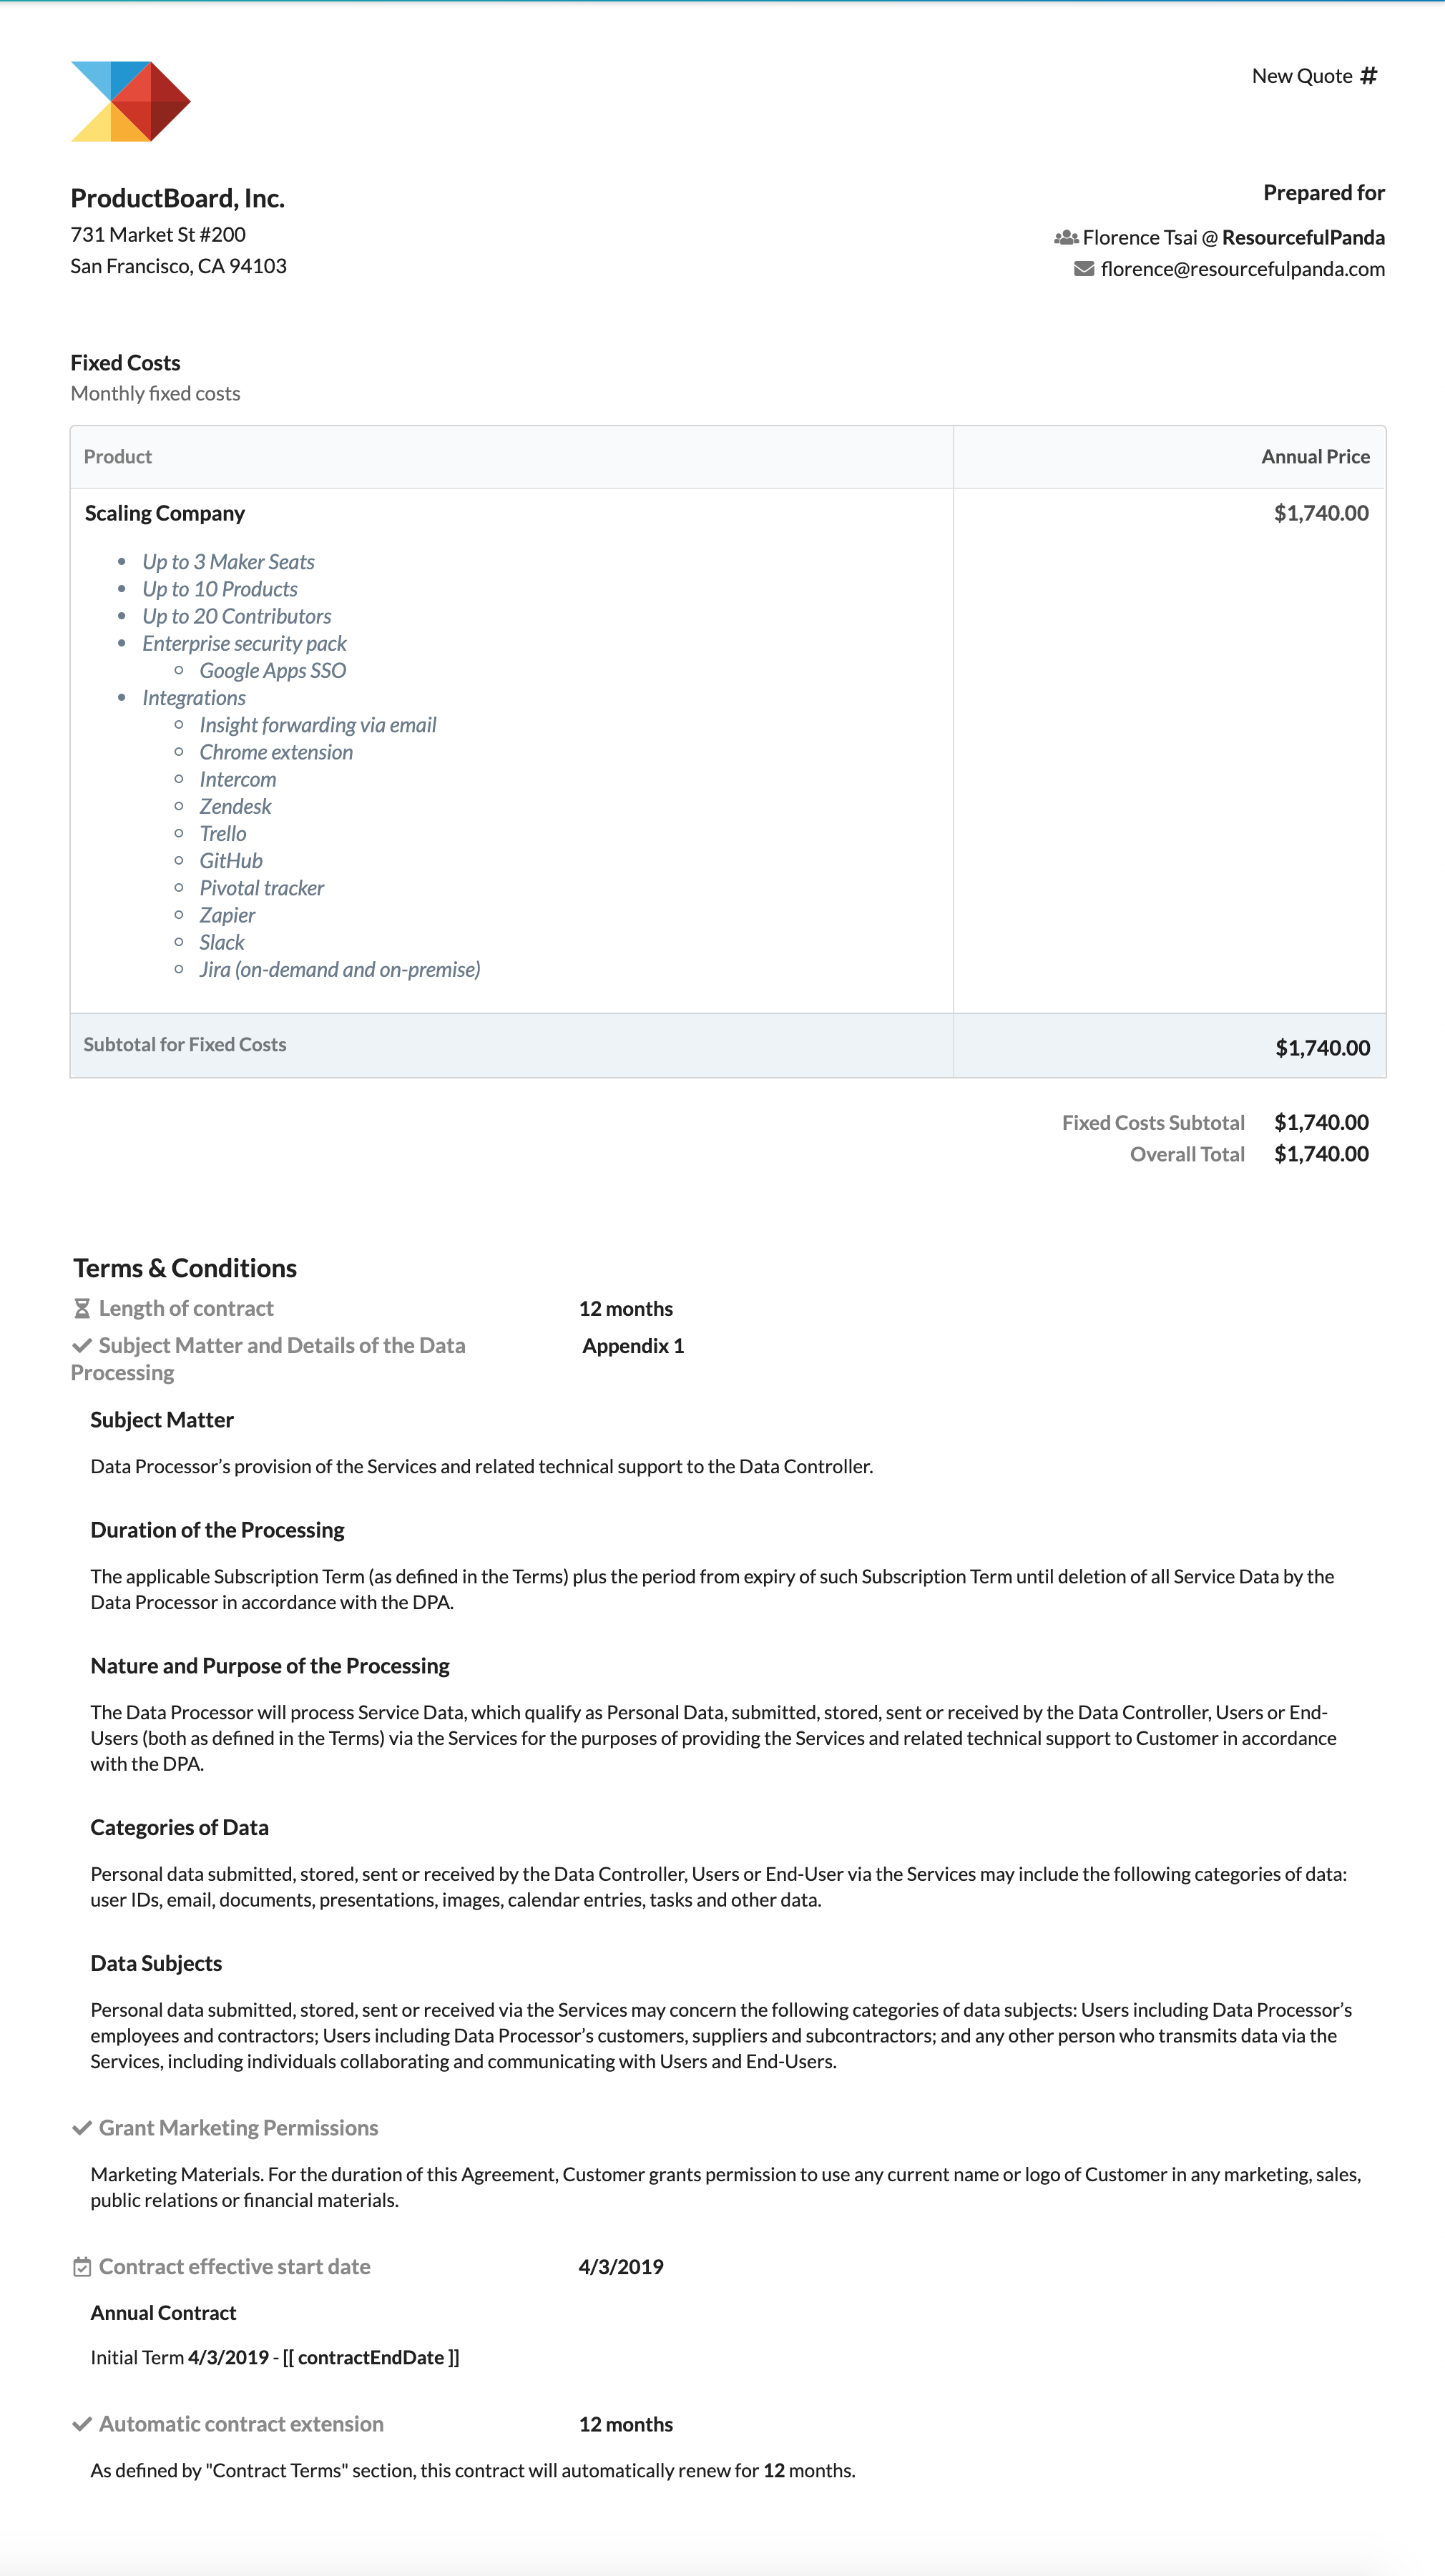 New Quote #
ProductBoard, Inc.
731 Market St #200
San Francisco, CA 94103
Prepared for
Florence Tsai @ ResourcefulPanda
florence@resourcefulpanda.com
Fixed Costs
Monthly fixed costs
Product Annual Price
Scaling Company $1,740.00
• Up to 3 Maker Seats
• Up to 10 Products
• Up to 20 Contributors
• Enterprise security pack
◦ Google Apps SSO
• Integrations
◦ Insight forwarding via email
◦ Chrome extension
◦ Intercom
◦ Zendesk
◦ Trello
◦ GitHub
◦ Pivotal tracker
◦ Zapier
◦ Slack
◦ Jira (on-demand and on-premise)
Subtotal for Fixed Costs $1,740.00
Fixed Costs Subtotal $1,740.00
Overall Total $1,740.00
Terms & Conditions
Length of contract 12 months
Subject Matter and Details of the Data Appendix 1
Processing
Subject Matter
Data Processor’s provision of the Services and related technical support to the Data Controller.
Duration of the Processing
The applicable Subscription Term (as defined in the Terms) plus the period from expiry of such Subscription Term until deletion of all Service Data by the
Data Processor in accordance with the DPA.
Nature and Purpose of the Processing
The Data Processor will process Service Data, which qualify as Personal Data, submitted, stored, sent or received by the Data Controller, Users or End-
Users (both as defined in the Terms) via the Services for the purposes of providing the Services and related technical support to Customer in accordance
with the DPA.
Categories of Data
Personal data submitted, stored, sent or received by the Data Controller, Users or End-User via the Services may include the following categories of data:
user IDs, email, documents, presentations, images, calendar entries, tasks and other data.
Data Subjects
Personal data submitted, stored, sent or received via the Services may concern the following categories of data subjects: Users including Data Processor’s
employees and contractors; Users including Data Processor’s customers, suppliers and subcontractors; and any other person who transmits data via the
Services, including individuals collaborating and communicating with Users and End-Users.
Grant Marketing Permissions
Marketing Materials. For the duration of this Agreement, Customer grants permission to use any current name or logo of Customer in any marketing, sales,
public relations or financial materials.
Contract effective start date 4/3/2019
Annual Contract
Initial Term 4/3/2019 - [[ contractEndDate ]]
Automatic contract extension 12 months
As defined by "Contract Terms" section, this contract will automatically renew for 12 months.